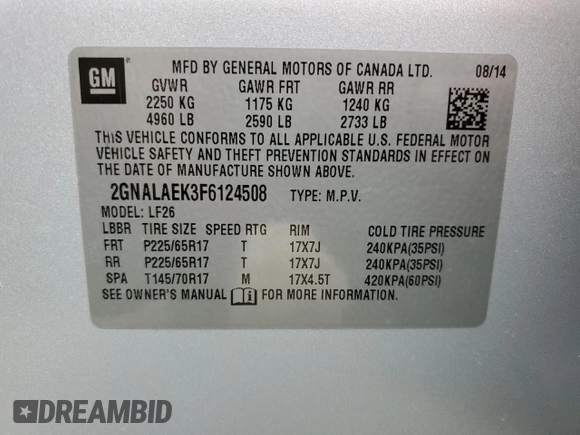 GM
MFD BY GENERAL MOTORS OF CANADA LTD. 08/14
GVWR GAWR FRT GAWR RR
2250 KG 1175 KG 1240 KG
4960 LB 2590 LB 2733 LB
THIS VEHICLE CONFORMS TO ALL APPLICABLE U.S. FEDERAL MOTOR
VEHICLE SAFETY AND THEFT PREVENTION STANDARDS IN EFFECT ON
THE DATE OF MANUFACTURE SHOWN ABOVE.
2GNALAEK3F6124508 TYPE: M.P.V.
MODEL: LF26
LBBR TIRE SIZE SPEED RTG RIM COLD TIRE PRESSURE
FRT P225/65R17 T 17X7J 240KPA(35PSI)
RR P225/65R17 T 17X7J 240KPA(35PSI)
SPA T145/70R17 M 17X4.5T 420KPA(60PSI)
SEE OWNER'S MANUAL FOR MORE INFORMATION.
DREAMBID